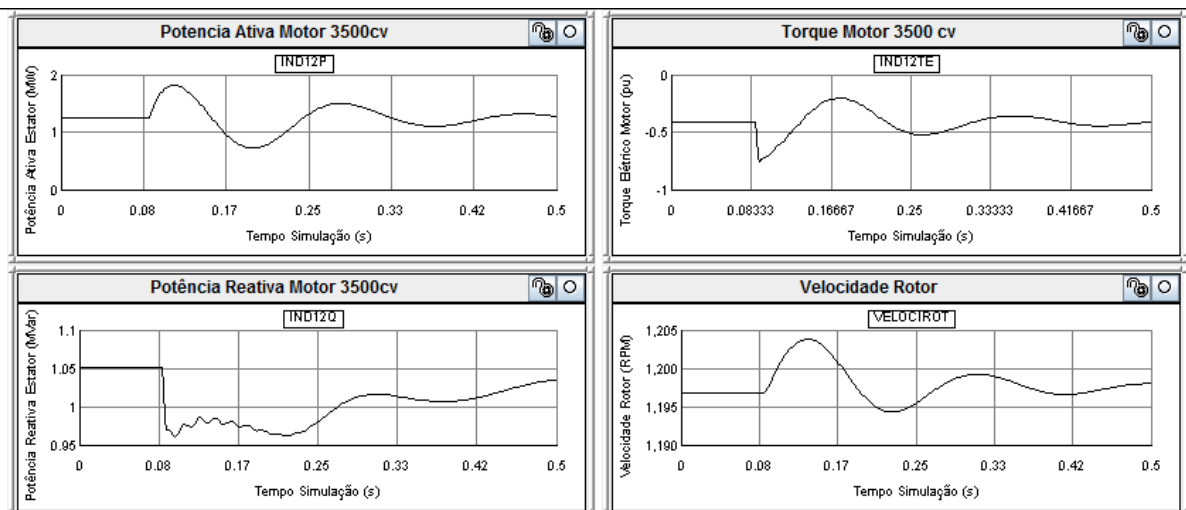 Potencia Ativa Motor 3500cv
IND12P
Potência Ativa Estator (MW)
2
1
0
0 0.08 0.17 0.25 0.33 0.42 0.5
Tempo Simulação (s)
Torque Motor 3500 cv
IND12TE
Torque Elétrico Motor (pu)
0
-0.5
-1
0 0.08333 0.16667 0.25 0.33333 0.41667 0.5
Tempo Simulação (s)
Potência Reativa Motor 3500cv
IND12Q
Potência Reativa Estator (MVar)
1.1
1.05
1
0.95
0 0.08 0.17 0.25 0.33 0.42 0.5
Tempo Simulação (s)
Velocidade Rotor
VELOCIROT
Velocidade Rotor (RPM)
1,205
1,200
1,195
1,190
0 0.08 0.17 0.25 0.33 0.42 0.5
Tempo Simulação (s)